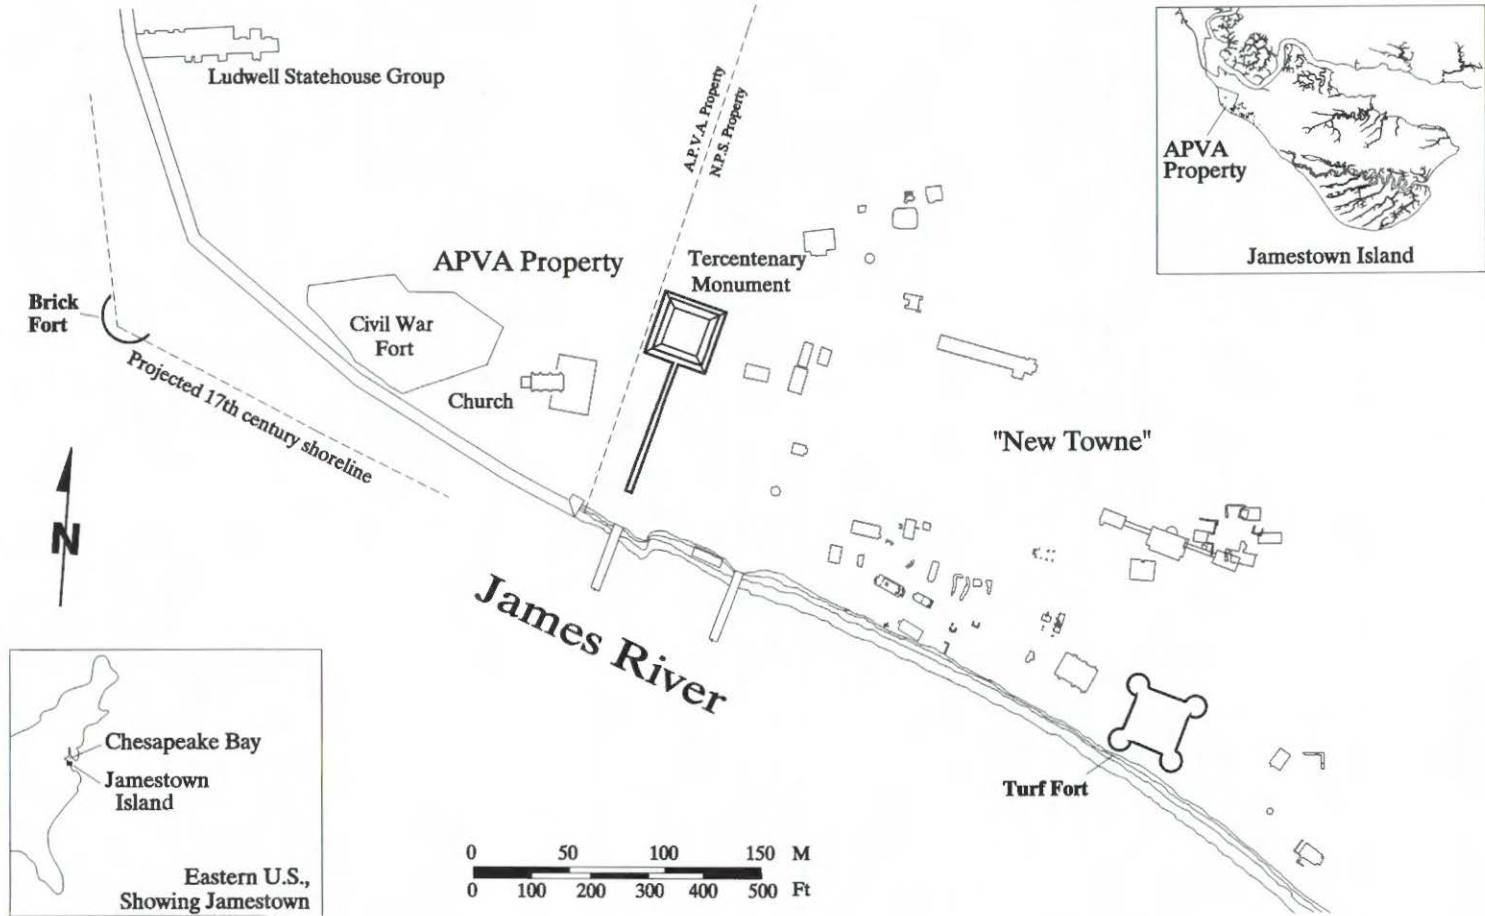 Ludwell Statehouse Group
A.P.V.A. Property
N.P.S. Property
APVA
Property
Jamestown Island
APVA Property
Tercentenary
Monument
Brick
Fort
Civil War
Fort
Projected 17th century shoreline
Church
"New Towne"
N
James River
Turf Fort
Chesapeake Bay
Jamestown
Island
Eastern U.S.,
Showing Jamestown
0 50 100 150 M
0 100 200 300 400 500 Ft